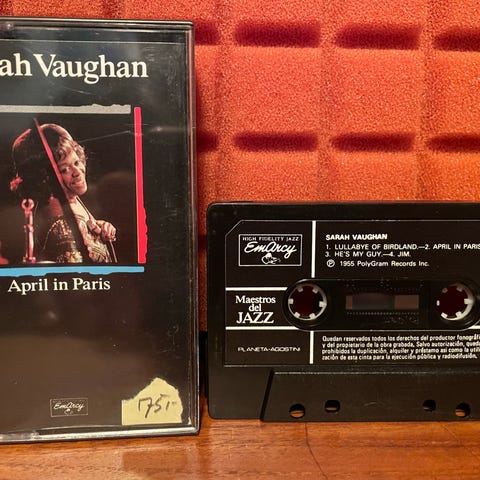 ah Vaughan
April in Paris
EmArcy
175,-
HIGH FIDELITY JAZZ
EmArcy
SARAH VAUGHAN
1. LULLABYE OF BIRDLAND.—2. APRIL IN PARIS
3. HE'S MY GUY.—4. JIM.
Ⓟ 1955 PolyGram Records Inc.
Maestros
del
JAZZ
PLANETA-AGOSTINI
Quedan reservados todos los derechos del productor fonográfi
y del propietario de la obra grabada. Salvo autorización, queda
prohibidos la duplicación, alquiler y préstamo así como la utili
zación de esta cinta para la ejecución pública y radiodifusión.